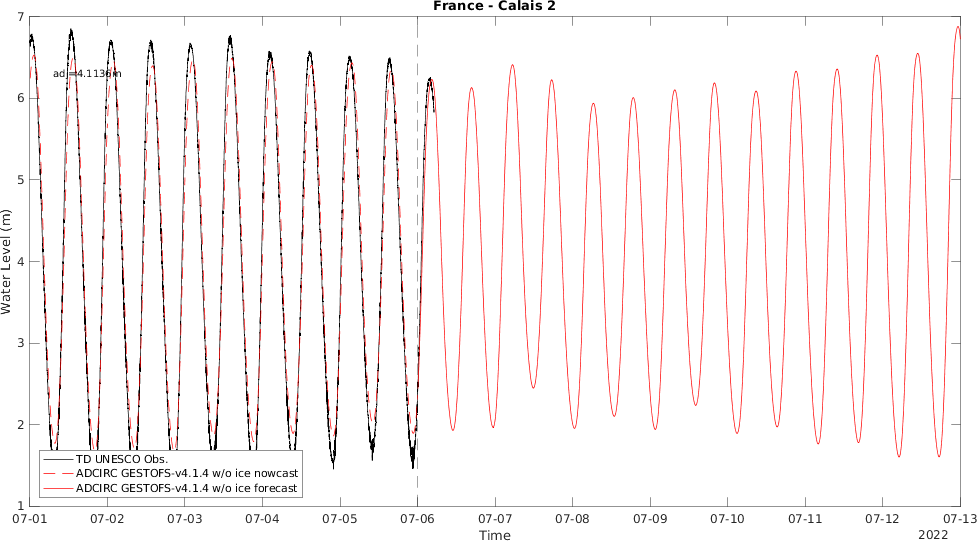 France - Calais 2
7
6
5
4
3
2
1
Water Level (m)
adj=4.1136m
TD UNESCO Obs.
ADCIRC GESTOFS-v4.1.4 w/o ice nowcast
ADCIRC GESTOFS-v4.1.4 w/o ice forecast
07-01 07-02 07-03 07-04 07-05 07-06 07-07 07-08 07-09 07-10 07-11 07-12 07-13
Time
2022